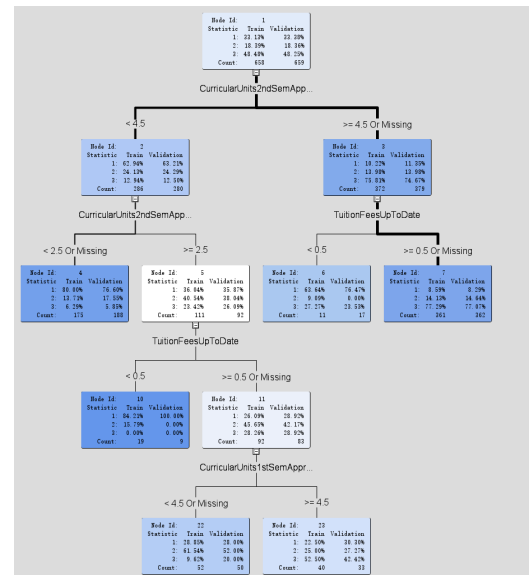 Node Id: 1
Statistic Train Validation
1: 33.13% 33.38%
2: 18.39% 18.36%
3: 48.48% 48.25%
Count: 658 659
CurricularUnits2ndSemApp...
< 4.5
>= 4.5 Or Missing
Node Id: 2
Statistic Train Validation
1: 62.94% 63.21%
2: 24.13% 24.29%
3: 12.94% 12.50%
Count: 286 280
Node Id: 3
Statistic Train Validation
1: 10.22% 11.35%
2: 13.98% 13.98%
3: 75.81% 74.67%
Count: 372 379
CurricularUnits2ndSemApp...
TuitionFeesUpToDate
< 2.5 Or Missing
>= 2.5
< 0.5
>= 0.5 Or Missing
Node Id: 4
Statistic Train Validation
1: 80.00% 76.60%
2: 13.71% 17.55%
3: 6.29% 5.85%
Count: 175 188
Node Id: 5
Statistic Train Validation
1: 36.04% 35.87%
2: 40.54% 38.04%
3: 23.42% 26.09%
Count: 111 92
Node Id: 6
Statistic Train Validation
1: 63.64% 76.47%
2: 9.09% 0.00%
3: 27.27% 23.53%
Count: 11 17
Node Id: 7
Statistic Train Validation
1: 8.59% 8.29%
2: 14.13% 14.64%
3: 77.29% 77.07%
Count: 361 362
TuitionFeesUpToDate
< 0.5
>= 0.5 Or Missing
Node Id: 10
Statistic Train Validation
1: 84.21% 100.00%
2: 15.79% 0.00%
3: 0.00% 0.00%
Count: 19 9
Node Id: 11
Statistic Train Validation
1: 26.09% 28.92%
2: 45.65% 42.17%
3: 28.26% 28.92%
Count: 92 83
CurricularUnits1stSemAppr...
< 4.5 Or Missing
>= 4.5
Node Id: 22
Statistic Train Validation
1: 28.85% 28.00%
2: 61.54% 52.00%
3: 9.62% 20.00%
Count: 52 50
Node Id: 23
Statistic Train Validation
1: 22.50% 30.30%
2: 25.00% 27.27%
3: 52.50% 42.42%
Count: 40 33